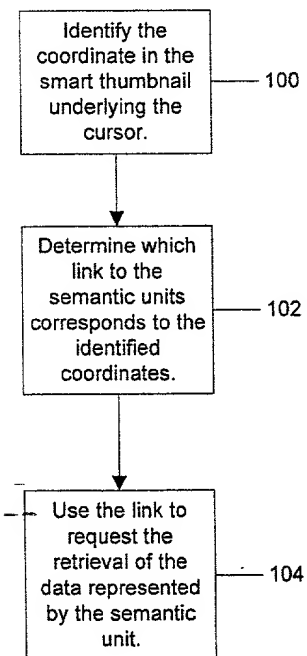 Identify the
coordinate in the
smart thumbnail
underlying the
cursor.
100
Determine which
link to the
semantic units
corresponds to the
identified
coordinates.
102
Use the link to
request the
retrieval of the
data represented
by the semantic
unit.
104